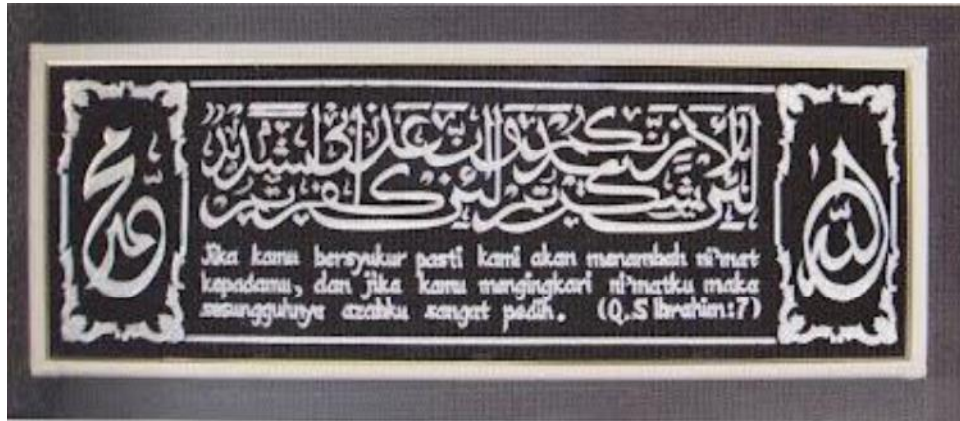 الله
لئن شكرتم لأزيدنكم ولئن كفرتم إن عذابي لشديد
محمد
Jika kamu bersyukur pasti kami akan menambah ni'mat
kepadamu, dan jika kamu mengingkari ni'matku maka
sesungguhnya azabku sangat pedih. (Q.S Ibrahim:7)